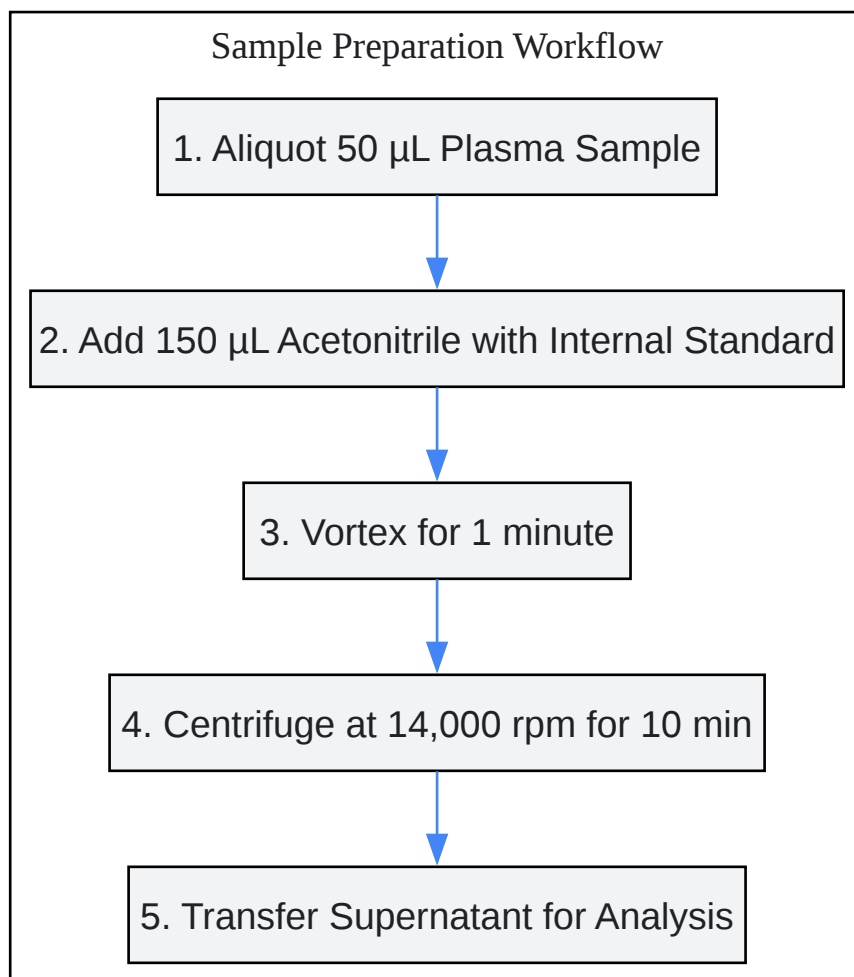 Sample Preparation Workflow
1. Aliquot 50 µL Plasma Sample
2. Add 150 µL Acetonitrile with Internal Standard
3. Vortex for 1 minute
4. Centrifuge at 14,000 rpm for 10 min
5. Transfer Supernatant for Analysis